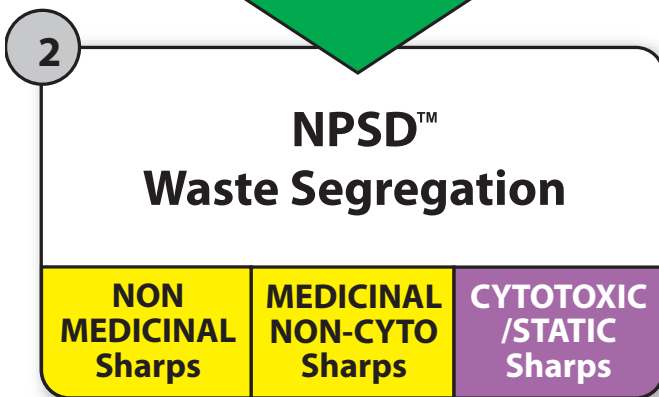 2
NPSD™
Waste Segregation
NON
MEDICINAL
Sharps
MEDICINAL
NON-CYTO
Sharps
CYTOTOXIC
/STATIC
Sharps